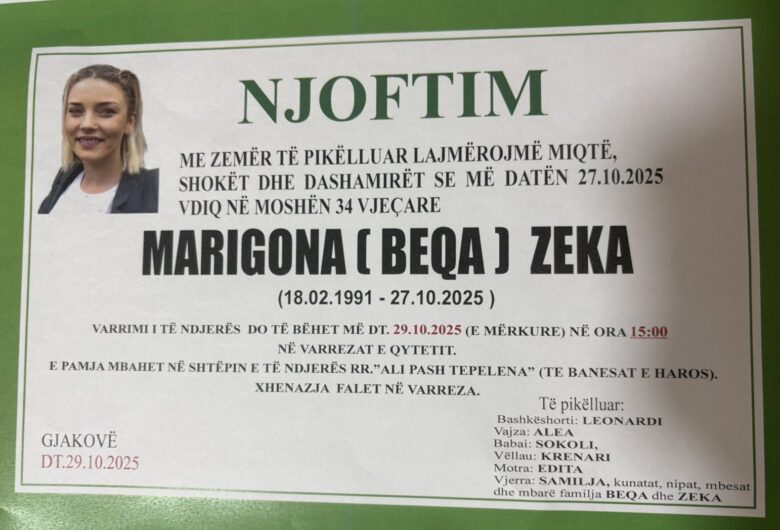 NJOFTIM
ME ZEMËR TË PIKËLLUAR LAJMËROJMË MIQTË,
SHOKËT DHE DASHAMIRËT SE MË DATËN 27.10.2025
VDIQ NË MOSHËN 34 VJEÇARE
MARIGONA ( BEQA ) ZEKA
(18.02.1991 - 27.10.2025 )
VARRIMI I TË NDJERËS DO TË BËHET MË DT. 29.10.2025 (E MËRKURE) NË ORA 15:00
NË VARREZAT E QYTETIT.
E PAMJA MBAHET NË SHTËPIN E TË NDJERËS RR."ALI PASH TEPELENA" (TE BANESAT E HAROS).
XHENAZJA FALET NË VARREZA.
Të pikëlluar:
Bashkëshorti: LEONARDI
Vajza: ALEA
Babai: SOKOLI,
Vëllau: KRENARI
Motra: EDITA
Vjerra: SAMILJA, kunatat, nipat, mbesat
dhe mbarë familja BEQA dhe ZEKA
GJAKOVË
DT.29.10.2025